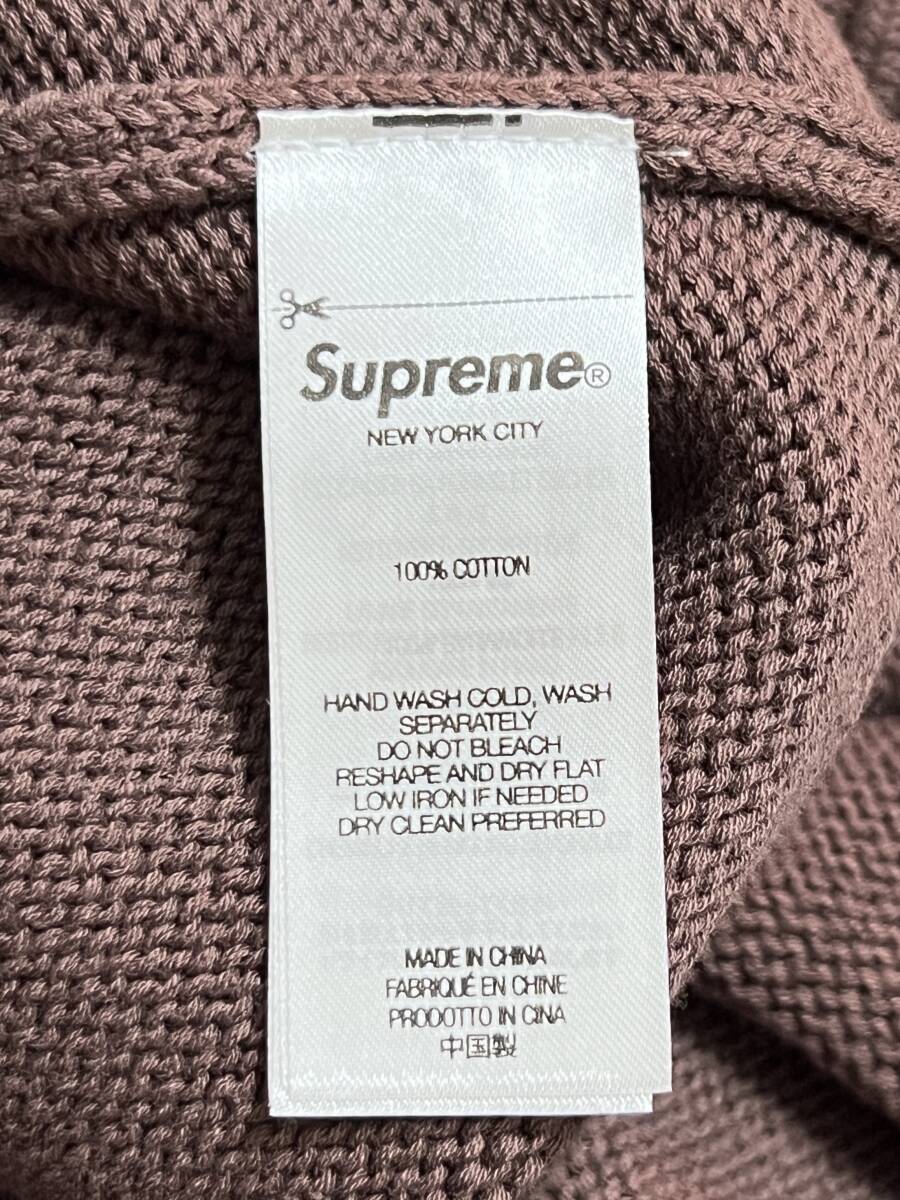 Supreme®
NEW YORK CITY
100% COTTON
HAND WASH COLD, WASH
SEPARATELY
DO NOT BLEACH
RESHAPE AND DRY FLAT
LOW IRON IF NEEDED
DRY CLEAN PREFERRED
MADE IN CHINA
FABRIQUÉ EN CHINE
PRODOTTO IN CINA
中国製